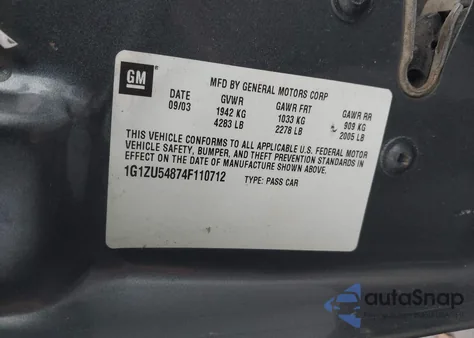 GM
MFD BY GENERAL MOTORS CORP
DATE GVWR GAWR FRT GAWR RR
09/03 1942 KG 1033 KG 909 KG
4283 LB 2278 LB 2005 LB
THIS VEHICLE CONFORMS TO ALL APPLICABLE U.S. FEDERAL MOTOR
VEHICLE SAFETY, BUMPER, AND THEFT PREVENTION STANDARDS IN
EFFECT ON THE DATE OF MANUFACTURE SHOWN ABOVE.
1G1ZU54874F110712 TYPE: PASS CAR
autoSnap